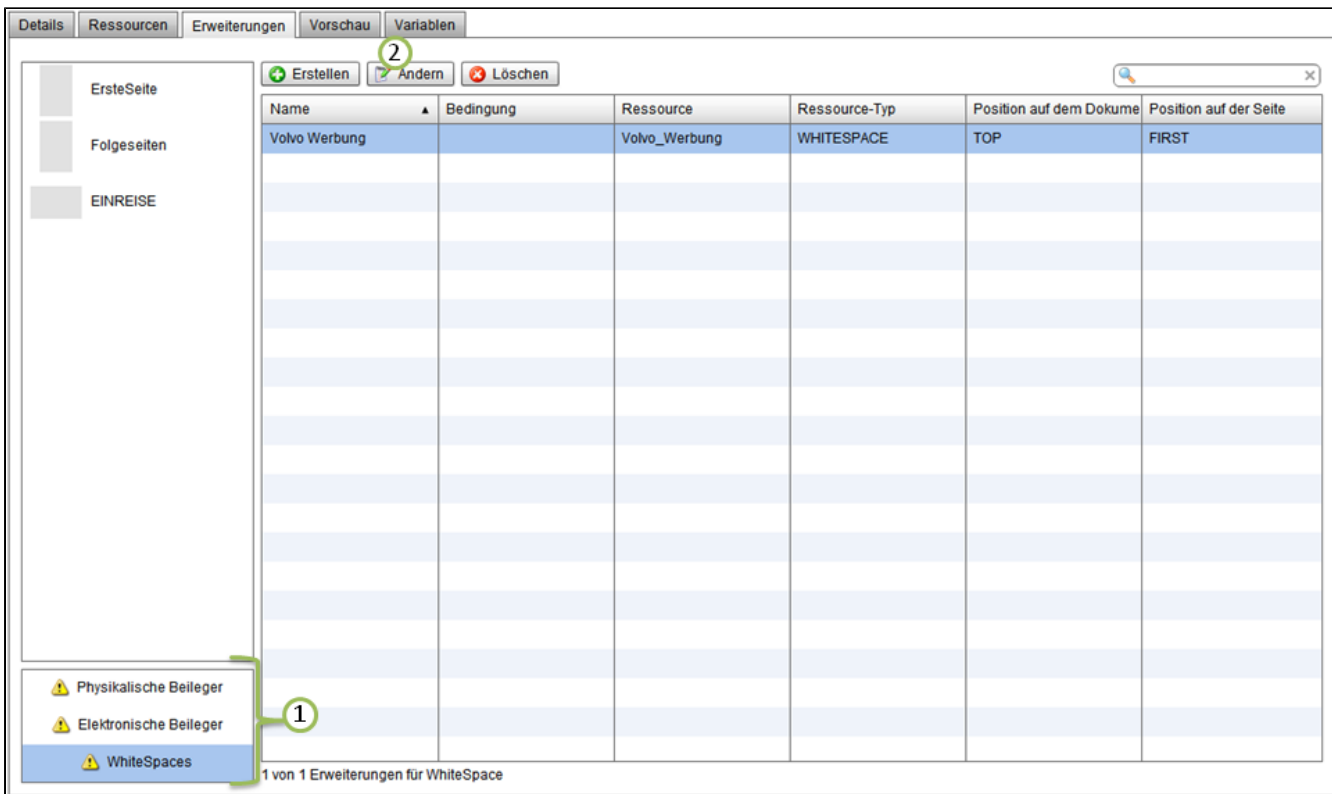 Details Ressourcen Erweiterungen Vorschau Variablen
2
Erstellen Ändern Löschen
ErsteSeite
Folgeseiten
EINREISE
Name Bedingung Ressource Ressource-Typ Position auf dem Dokume Position auf der Seite
Volvo Werbung Volvo_Werbung WHITESPACE TOP FIRST
Physikalische Beileger
Elektronische Beileger
WhiteSpaces
1
1 von 1 Erweiterungen für WhiteSpace